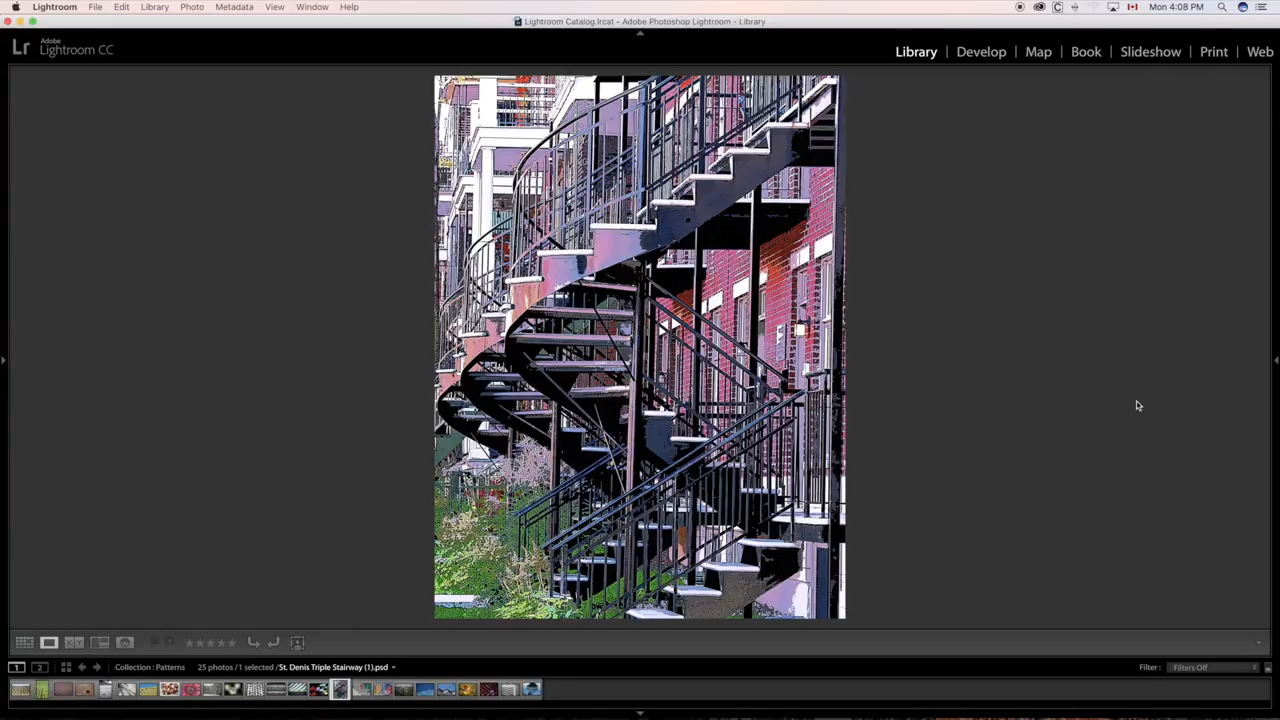 Lightroom File Edit Library Photo Metadata View Window Help Mon 4:08 PM
Lightroom Catalog.lrcat - Adobe Photoshop Lightroom - Library
Lr Adobe Lightroom CC
Library | Develop | Map | Book | Slideshow | Print | Web
1 2 Collection : Patterns 25 photos / 1 selected / St. Denis Triple Stairway (1).psd Filter : Filters Off